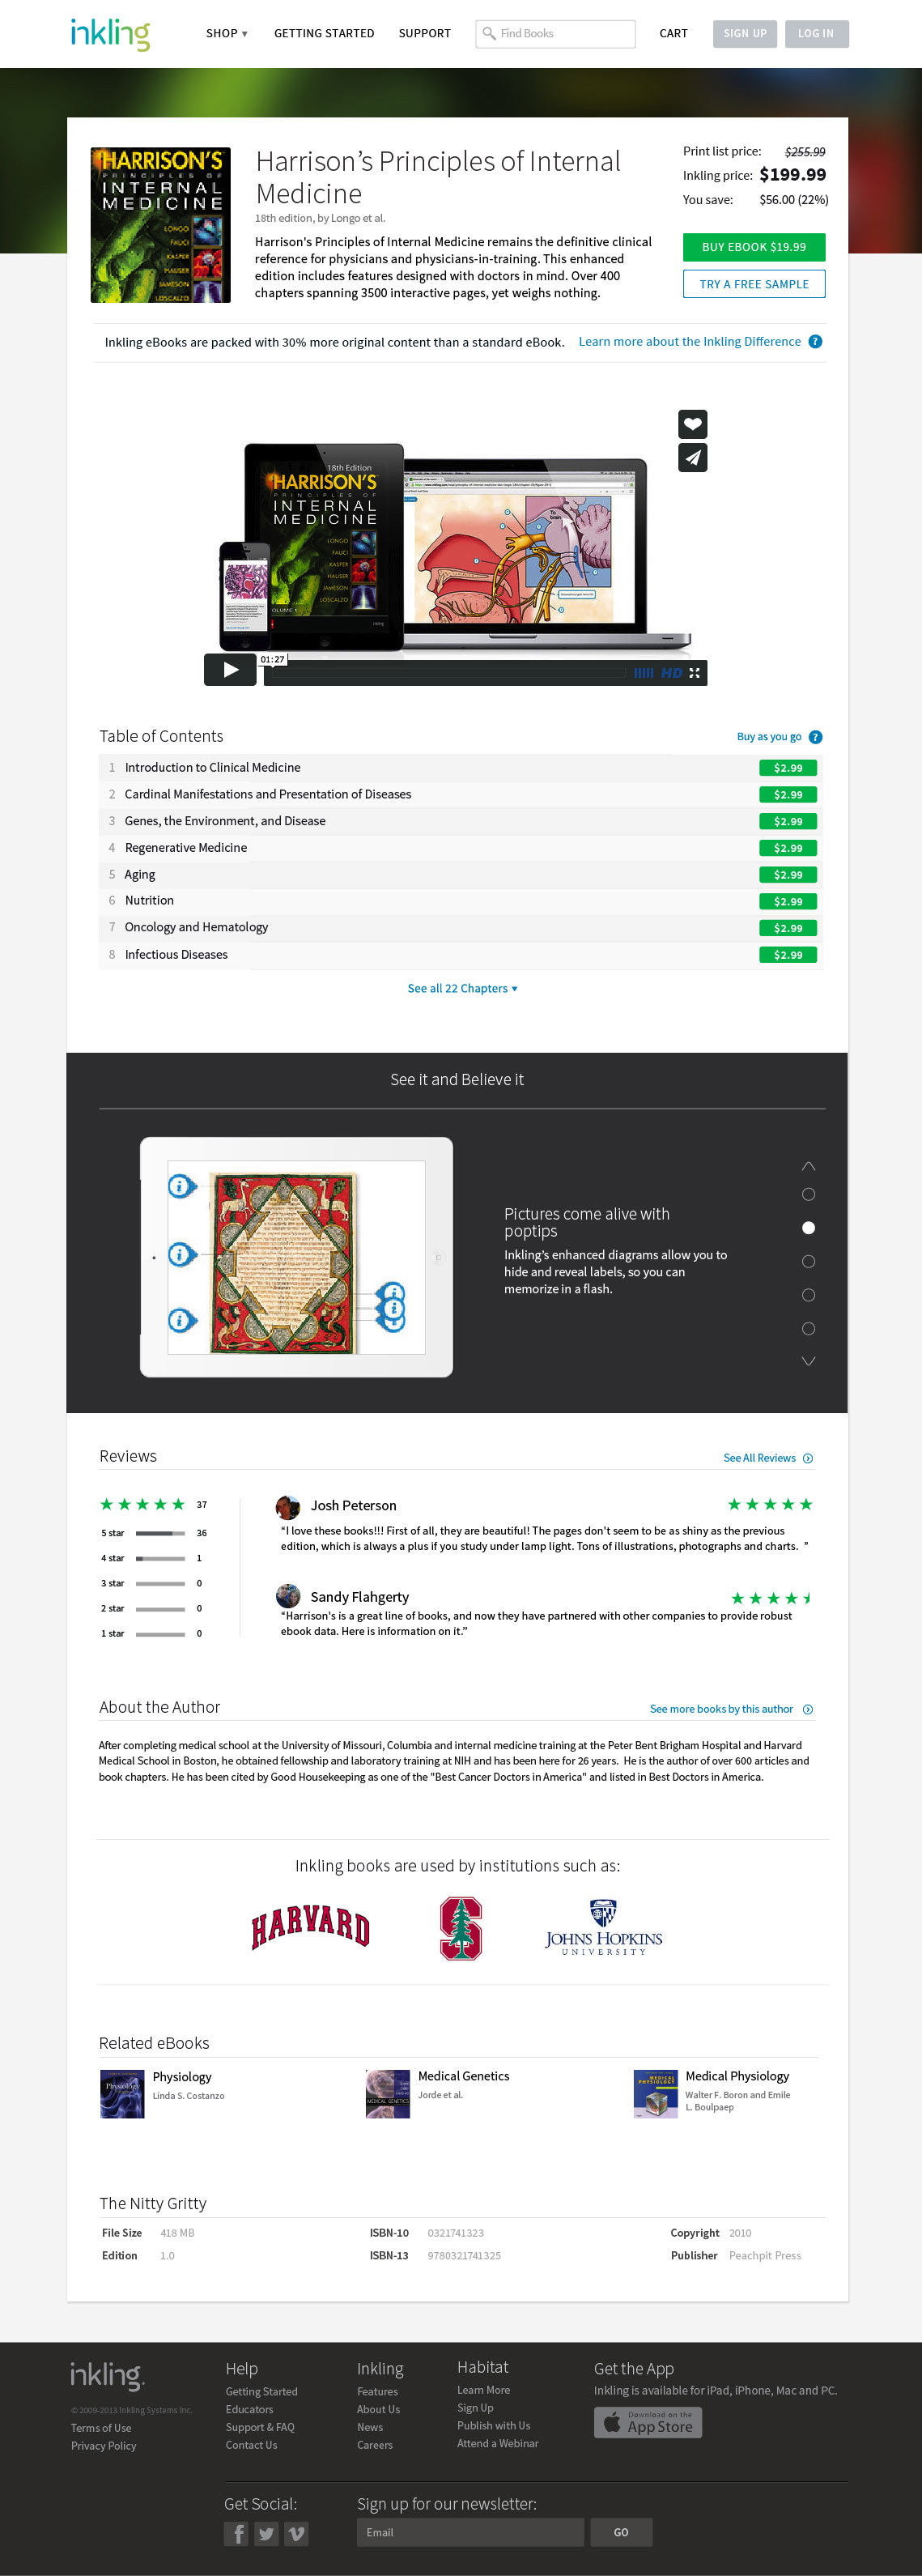 inkling
SHOP ▼
GETTING STARTED
SUPPORT
Find Books
CART
SIGN UP
LOG IN
HARRISON'S
PRINCIPLES OF
INTERNAL
MEDICINE
LONGO
FAUCI
KASPER
HAUSER
JAMESON
LOSCALZO
Harrison’s Principles of Internal
Medicine
18th edition, by Longo et al.
Harrison's Principles of Internal Medicine remains the definitive clinical
reference for physicians and physicians-in-training. This enhanced
edition includes features designed with doctors in mind. Over 400
chapters spanning 3500 interactive pages, yet weighs nothing.
Print list price: $255.99
Inkling price: $199.99
You save: $56.00 (22%)
BUY EBOOK $19.99
TRY A FREE SAMPLE
Inkling eBooks are packed with 30% more original content than a standard eBook.
Learn more about the Inkling Difference ?
18th Edition
HARRISON'S
PRINCIPLES OF
INTERNAL
MEDICINE
LONGO
FAUCI
KASPER
HAUSER
JAMESON
LOSCALZO
VOLUME 1
inkling
To
brain
01:27
HD
Table of Contents
Buy as you go ?
1 Introduction to Clinical Medicine $2.99
2 Cardinal Manifestations and Presentation of Diseases $2.99
3 Genes, the Environment, and Disease $2.99
4 Regenerative Medicine $2.99
5 Aging $2.99
6 Nutrition $2.99
7 Oncology and Hematology $2.99
8 Infectious Diseases $2.99
See all 22 Chapters ▼
See it and Believe it
Pictures come alive with
poptips
Inkling’s enhanced diagrams allow you to
hide and reveal labels, so you can
memorize in a flash.
Reviews
See All Reviews
37
5 star 36
4 star 1
3 star 0
2 star 0
1 star 0
Josh Peterson
“I love these books!!! First of all, they are beautiful! The pages don't seem to be as shiny as the previous
edition, which is always a plus if you study under lamp light. Tons of illustrations, photographs and charts. ”
Sandy Flahgerty
“Harrison's is a great line of books, and now they have partnered with other companies to provide robust
ebook data. Here is information on it.”
About the Author
See more books by this author
After completing medical school at the University of Missouri, Columbia and internal medicine training at the Peter Bent Brigham Hospital and Harvard
Medical School in Boston, he obtained fellowship and laboratory training at NIH and has been here for 26 years. He is the author of over 600 articles and
book chapters. He has been cited by Good Housekeeping as one of the "Best Cancer Doctors in America" and listed in Best Doctors in America.
Inkling books are used by institutions such as:
HARVARD
S
JOHNS HOPKINS
UNIVERSITY
Related eBooks
Physiology
Physiology
Linda S. Costanzo
MEDICAL GENETICS
Medical Genetics
Jorde et al.
MEDICAL
PHYSIOLOGY
Medical Physiology
Walter F. Boron and Emile
L. Boulpaep
The Nitty Gritty
File Size 418 MB
ISBN-10 0321741323
Copyright 2010
Edition 1.0
ISBN-13 9780321741325
Publisher Peachpit Press
inkling.
© 2009-2013 Inkling Systems Inc.
Terms of Use
Privacy Policy
Help
Getting Started
Educators
Support & FAQ
Contact Us
Inkling
Features
About Us
News
Careers
Habitat
Learn More
Sign Up
Publish with Us
Attend a Webinar
Get the App
Inkling is available for iPad, iPhone, Mac and PC.
Download on the
App Store
Get Social:
Sign up for our newsletter:
Email
GO